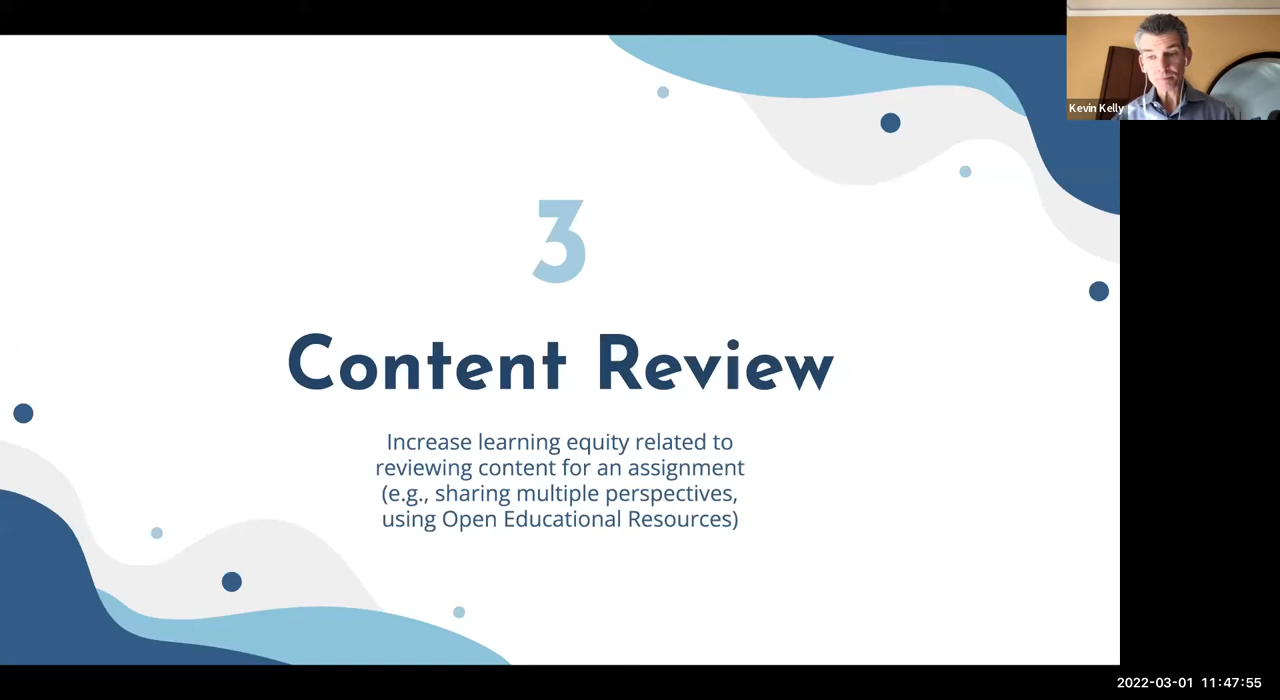 Kevin Kelly
3
Content Review
Increase learning equity related to
reviewing content for an assignment
(e.g., sharing multiple perspectives,
using Open Educational Resources)
2022-03-01 11:47:55